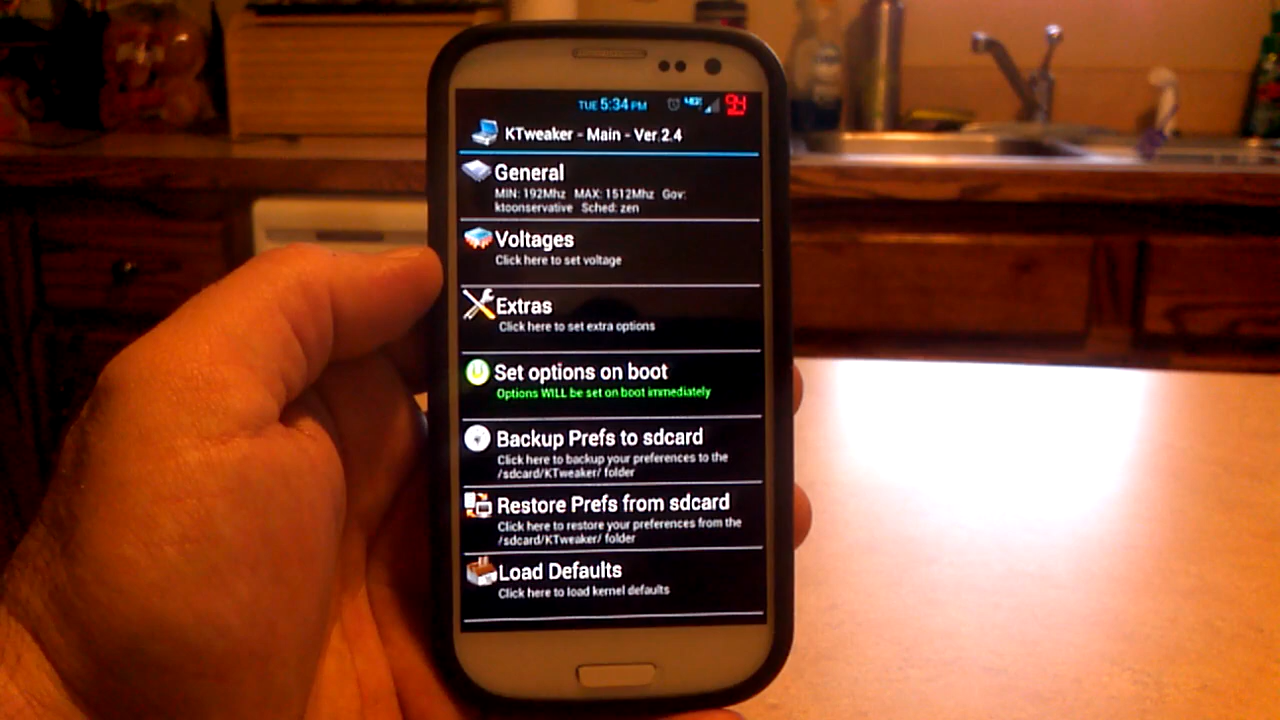 TUE 5:34 PM 94
KTweaker - Main - Ver.2.4
General
MIN: 192Mhz MAX: 1512Mhz Gov:
ktoonservative Sched: zen
Voltages
Click here to set voltage
Extras
Click here to set extra options
Set options on boot
Options WILL be set on boot immediately
Backup Prefs to sdcard
Click here to backup your preferences to the
/sdcard/KTweaker/ folder
Restore Prefs from sdcard
Click here to restore your preferences from the
/sdcard/KTweaker/ folder
Load Defaults
Click here to load kernel defaults